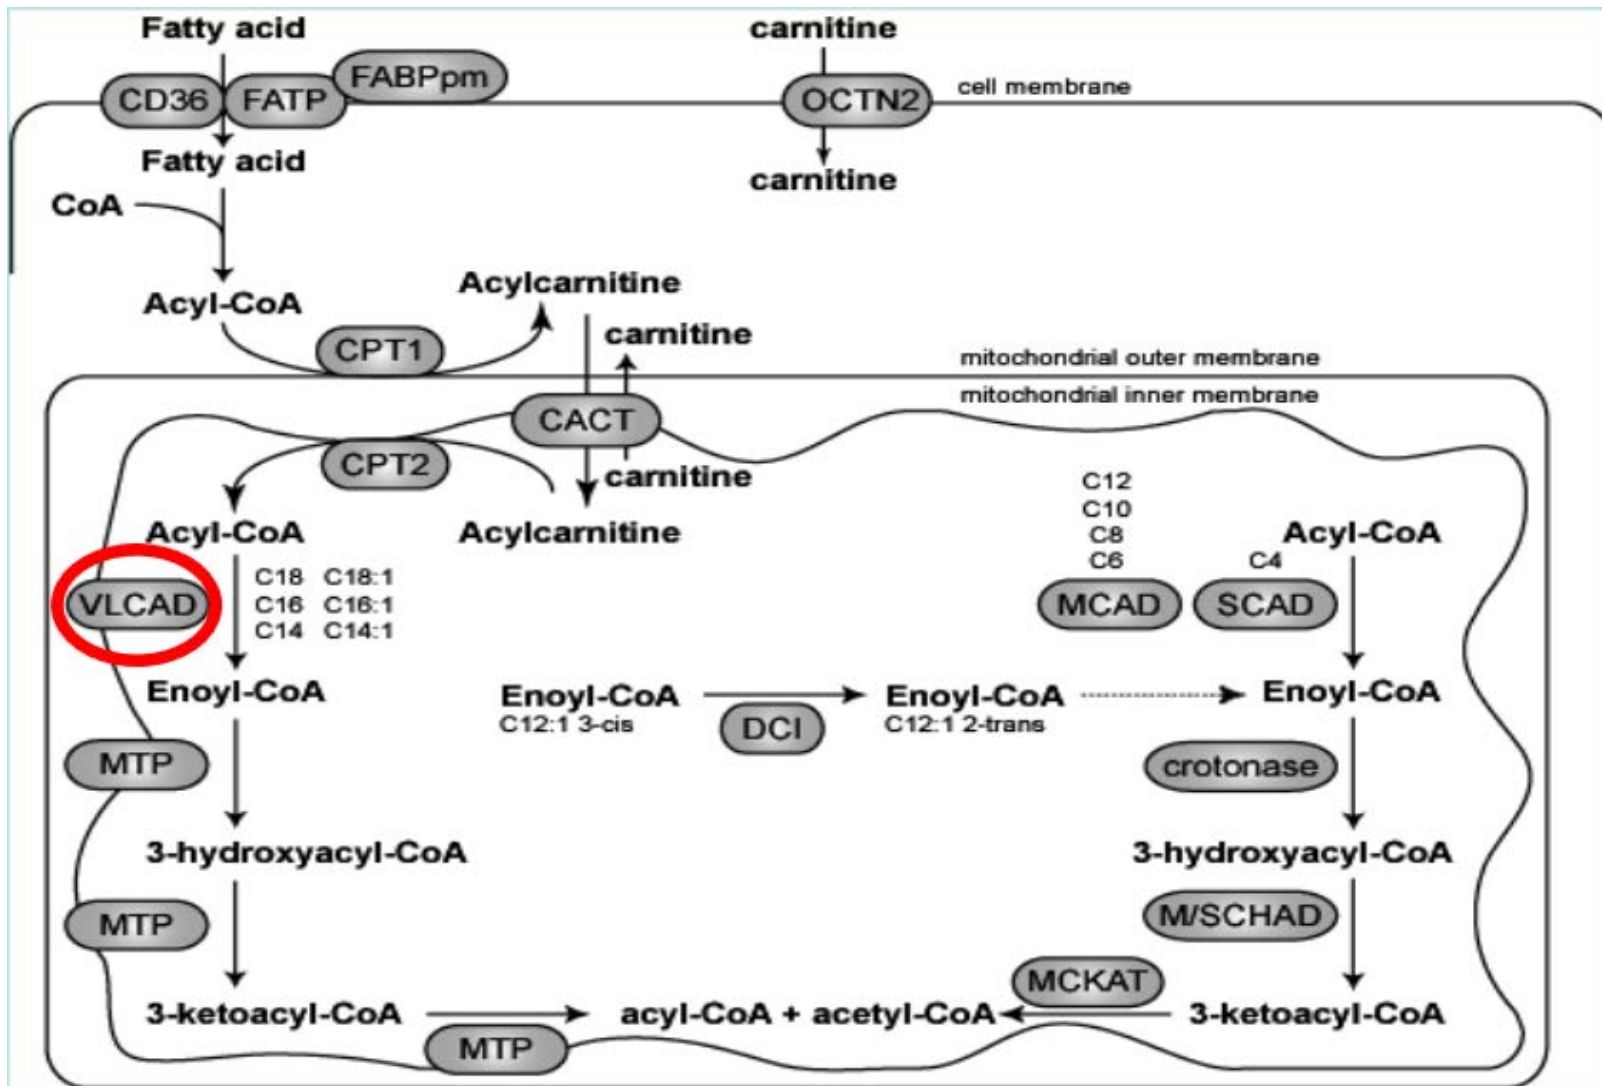 Fatty acid
carnitine
CD36
FATP
FABPpm
OCTN2
cell membrane
Fatty acid
carnitine
CoA
Acyl-CoA
Acylcarnitine
carnitine
CPT1
mitochondrial outer membrane
mitochondrial inner membrane
CACT
CPT2
carnitine
Acyl-CoA
Acylcarnitine
C12
C10
C8
C6
C4
Acyl-CoA
VLCAD
C18 C18:1
C16 C16:1
C14 C14:1
MCAD
SCAD
Enoyl-CoA
Enoyl-CoA
C12:1 3-cis
DCI
Enoyl-CoA
C12:1 2-trans
Enoyl-CoA
MTP
crotonase
3-hydroxyacyl-CoA
3-hydroxyacyl-CoA
MTP
M/SCHAD
3-ketoacyl-CoA
MTP
acyl-CoA + acetyl-CoA
MCKAT
3-ketoacyl-CoA